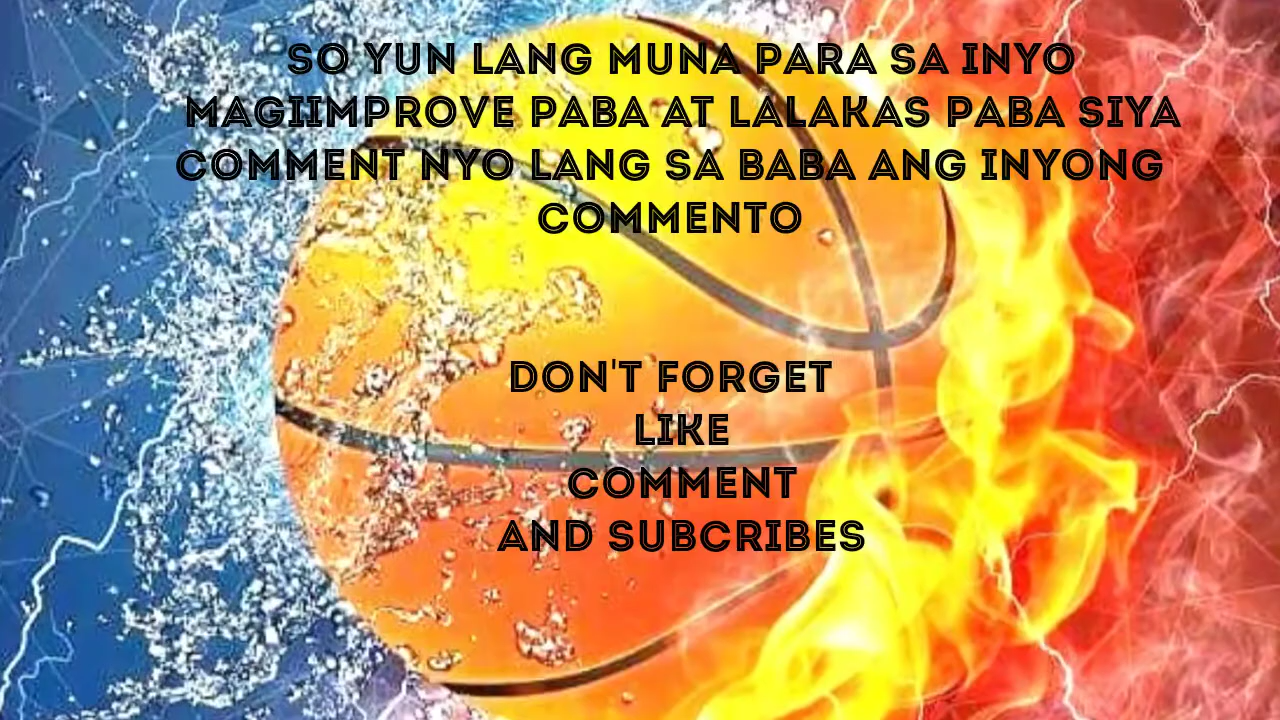 SO YUN LANG MUNA PARA SA INYO
MAGIIMPROVE PABA AT LALAKAS PABA SIYA
COMMENT NYO LANG SA BABA ANG INYONG
COMMENTO
DON'T FORGET
LIKE
COMMENT
AND SUBCRIBES